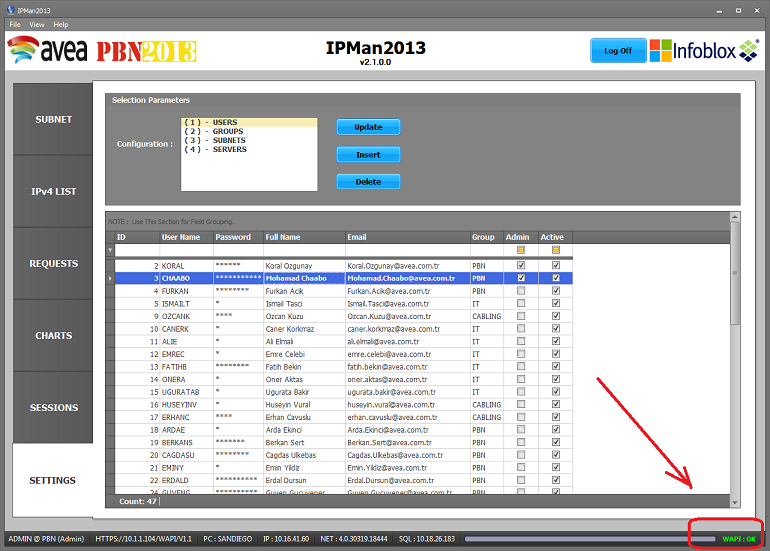 IPMan2013
File View Help
avea PBN2013
IPMan2013
v2.1.0.0
Log Off
Infoblox
SUBNET
IPv4 LIST
REQUESTS
CHARTS
SESSIONS
SETTINGS
Selection Parameters
Configuration :
( 1 ) - USERS
( 2 ) - GROUPS
( 3 ) - SUBNETS
( 4 ) - SERVERS
Update
Insert
Delete
NOTE : Use This Section for Field Grouping.
ID User Name Password Full Name Email Group Admin Active
2 KORAL ****** Koral Ozgunay Koral.Ozgunay@avea.com.tr PBN
3 CHAABO *********** Mohamad Chaabo Mohamad.Chaabo@avea.com.tr PBN
4 FURKAN ******** Furkan Acik Furkan.Acik@avea.com.tr PBN
5 ISMAILT * Ismail Tasci Ismail.Tasci@avea.com.tr IT
9 OZCANK **** Ozcan Kuzu Ozcan.Kuzu@avea.com.tr CABLING
10 CANERK * Caner Korkmaz caner.korkmaz@avea.com.tr IT
11 ALIE * Ali Elmalı ali.elmali@avea.com.tr IT
12 EMREC * Emre Celebi emre.celebi@avea.com.tr IT
13 FATIHB ******** Fatih Bekin fatih.bekin@avea.com.tr IT
14 ONERA * Oner Aktas oner.aktas@avea.com.tr IT
15 UGURATAB * Ugurata Bakir ugurata.bakir@avea.com.tr IT
16 HUSEYINV * Huseyin Vural huseyin.vural@avea.com.tr CABLING
17 ERHANC **** Erhan Cavuslu erhan.cavuslu@avea.com.tr CABLING
18 ARDAE * Arda Ekinci Arda.Ekinci@avea.com.tr PBN
19 BERKANS ******* Berkan Sert Berkan.Sert@avea.com.tr PBN
20 CAGDASU ******** Cagdas Ulkebas Cagdas.Ulkebas@avea.com.tr PBN
21 EMINY * Emin Yildiz Emin.Yildiz@avea.com.tr PBN
22 ERDALD ********* Erdal Dursun Erdal.Dursun@avea.com.tr PBN
24 GUVENG ********** Guven Gucuyener Guven.Gucuyener@avea.com.tr PBN
Count: 47
ADMIN @ PBN (Admin) HTTPS://10.1.1.104/WAPI/V1.1 PC : SANDIEGO IP : 10.16.41.60 NET : 4.0.30319.18444 SQL : 10.18.26.183 WAPI : OK